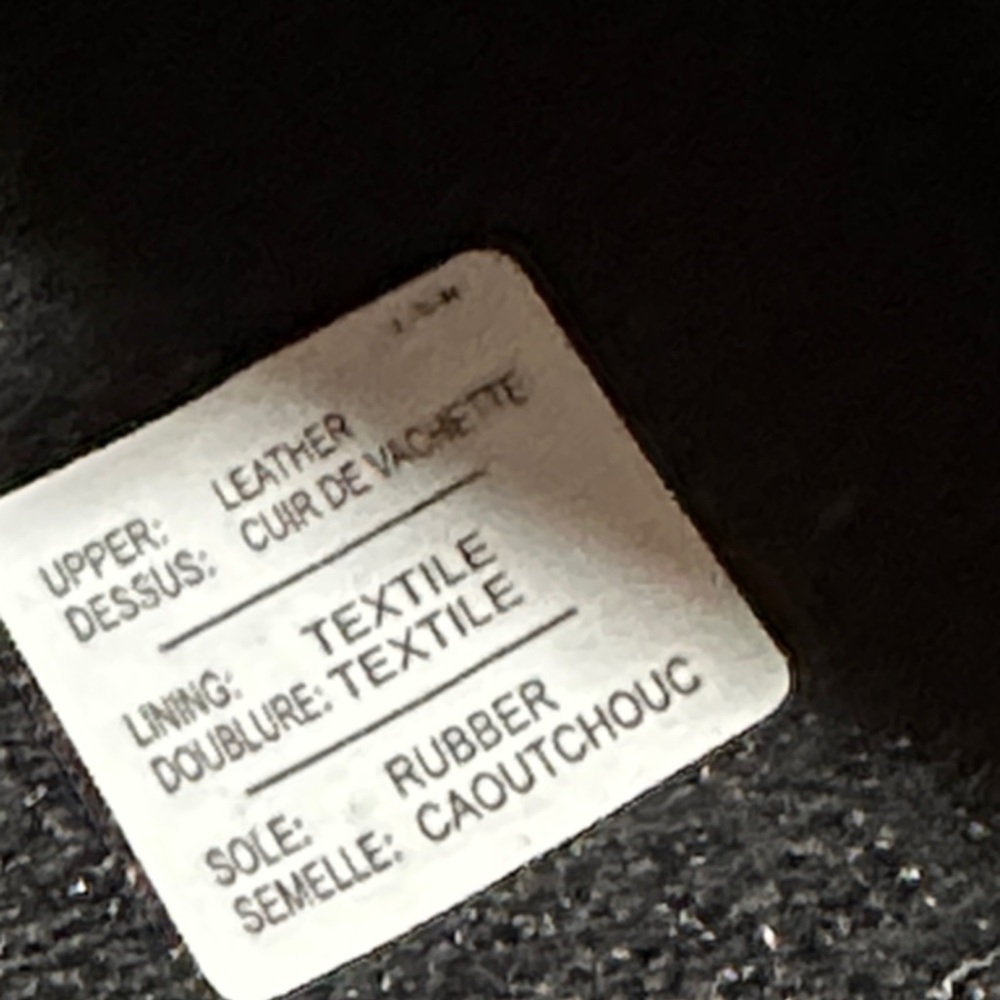 UPPER: LEATHER
DESSUS: CUIR DE VACHETTE
LINING: TEXTILE
DOUBLURE: TEXTILE
SOLE: RUBBER
SEMELLE: CAOUTCHOUC